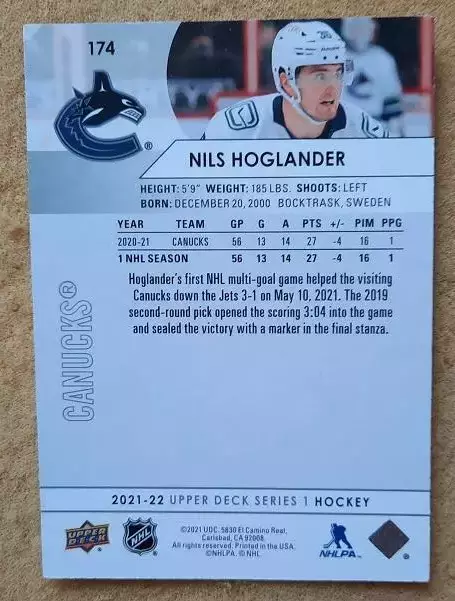 174
NILS HOGLANDER
HEIGHT: 5'9" WEIGHT: 185 LBS. SHOOTS: LEFT
BORN: DECEMBER 20, 2000 BOCKTRASK, SWEDEN
YEAR TEAM GP G A PTS +/- PIM PPG
2020-21 CANUCKS 56 13 14 27 -4 16 1
1 NHL SEASON 56 13 14 27 -4 16 1
Hoglander's first NHL multi-goal game helped the visiting
Canucks down the Jets 3-1 on May 10, 2021. The 2019
second-round pick opened the scoring 3:04 into the game
and sealed the victory with a marker in the final stanza.
CANUCKS®
2021-22 UPPER DECK SERIES 1 HOCKEY
UPPER DECK
NHL
©2021 UDC. 5830 El Camino Real,
Carlsbad, CA 92008.
All rights reserved. Printed in the USA.
©NHLPA. © NHL.
NHLPA